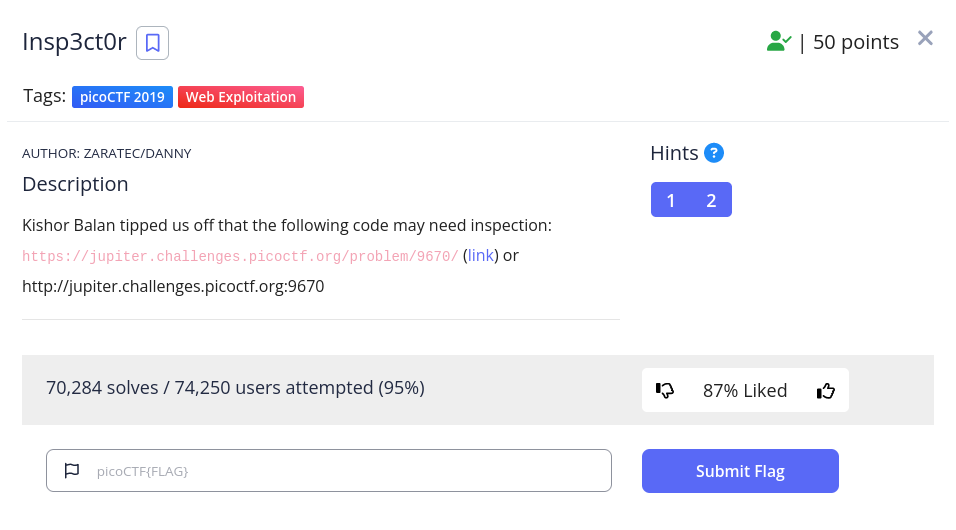 Insp3ct0r
| 50 points
Tags: picoCTF 2019 Web Exploitation
AUTHOR: ZARATEC/DANNY
Description
Kishor Balan tipped us off that the following code may need inspection:
https://jupiter.challenges.picoctf.org/problem/9670/ (link) or
http://jupiter.challenges.picoctf.org:9670
Hints ?
1 2
70,284 solves / 74,250 users attempted (95%)
87% Liked
picoCTF{FLAG}
Submit Flag